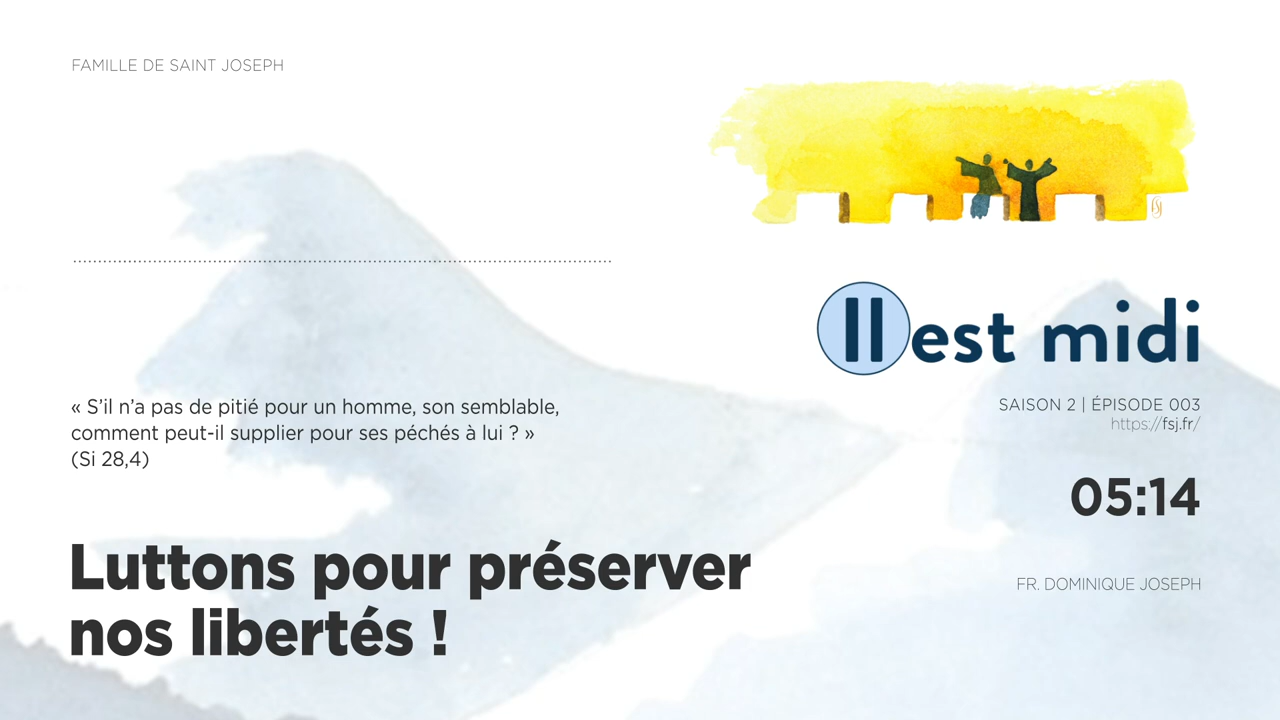 FAMILLE DE SAINT JOSEPH
Il est midi
SAISON 2 | ÉPISODE 003
https://fsj.fr/
« S’il n’a pas de pitié pour un homme, son semblable,
comment peut-il supplier pour ses péchés à lui ? »
(Si 28,4)
05:14
Luttons pour préserver
nos libertés !
FR. DOMINIQUE JOSEPH